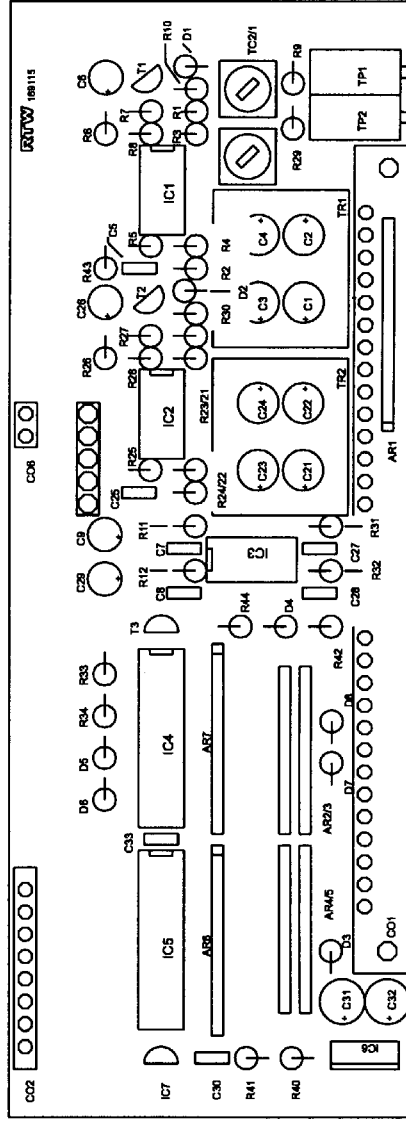 RTW 169115
C6
T1
R10
D1
TC2/1
R9
TP1
R6
R7
R8
R1
R3
R29
TP2
IC1
C5
R43
R5
R4
C4
C2
TR1
C26
T2
R2
D2
C3
C1
R30
R26
R27
R28
IC2
R23/21
C24
C22
TR2
CO6
R25
C25
R24/22
C23
C21
AR1
C9
R11
C7
IC3
C27
R31
C29
R12
C8
C28
R32
T3
R44
D4
R42
R33
R34
D5
D6
IC4
AR7
AR2/3
D8
D7
C33
IC5
AR6
AR4/5
D3
CO1
CO2
C31
C32
IC7
C30
R41
R40
IC6